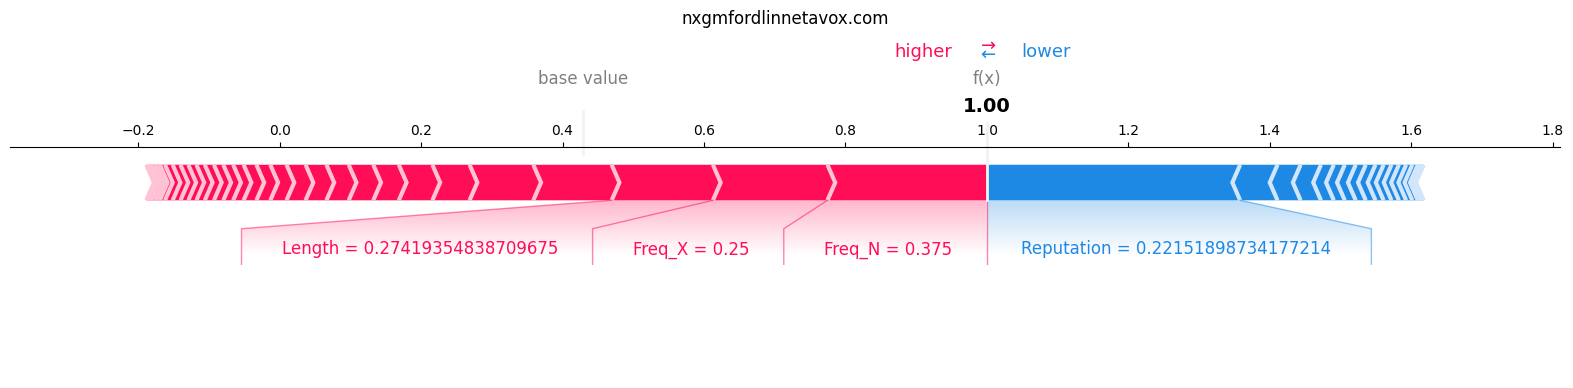 nxgmfordlinnetavox.com
higher ⇄ lower
base value f(x)
1.00
−0.2 0.0 0.2 0.4 0.6 0.8 1.0 1.2 1.4 1.6 1.8
Length = 0.27419354838709675 Freq_X = 0.25 Freq_N = 0.375 Reputation = 0.22151898734177214